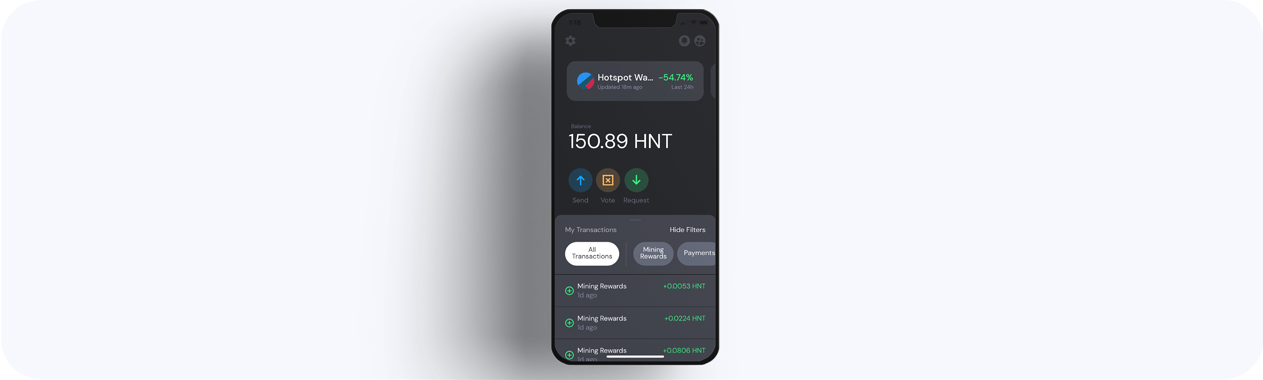 Hotspot Wa... -54.74%
Updated 19m ago Last 24h
Balance
150.89 HNT
Send Vote Request
My Transactions Hide Filters
All Transactions Mining Rewards Payments
Mining Rewards +0.0053 HNT
1d ago
Mining Rewards +0.0224 HNT
1d ago
Mining Rewards +0.0806 HNT
1d ago